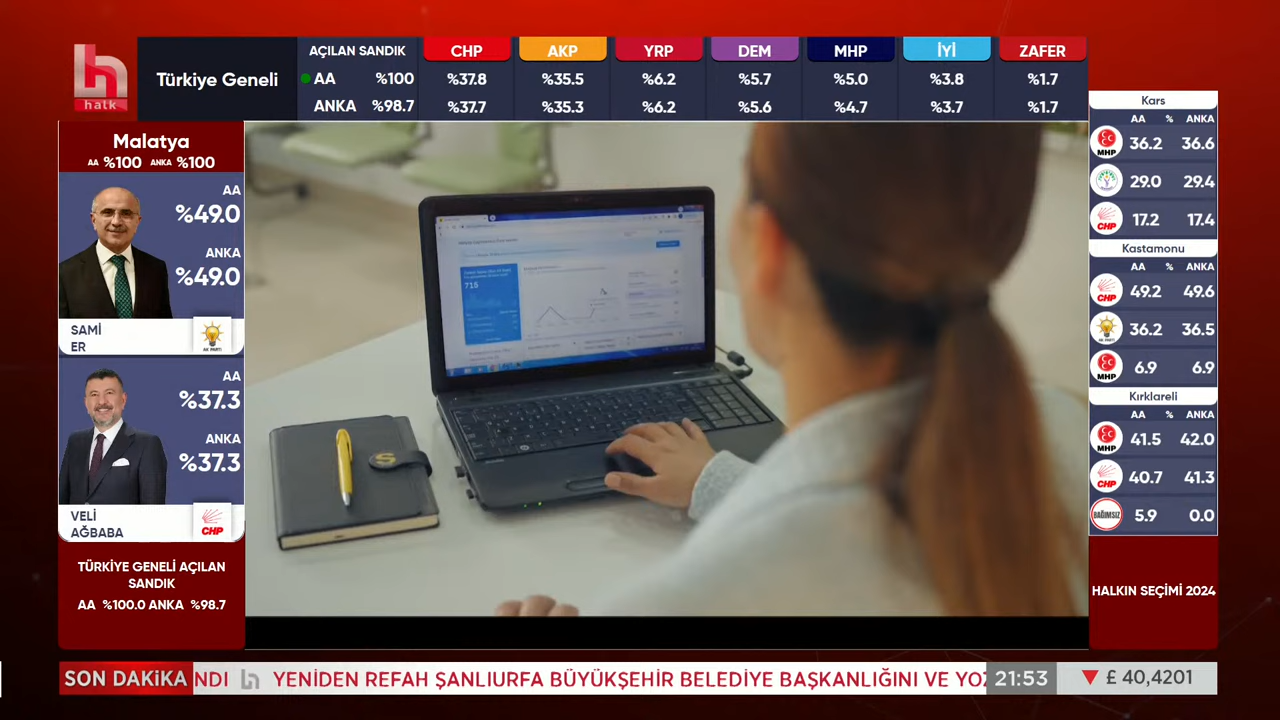 halk
Türkiye Geneli
AÇILAN SANDIK
AA %100
ANKA %98.7
CHP
%37.8
%37.7
AKP
%35.5
%35.3
YRP
%6.2
%6.2
DEM
%5.7
%5.6
MHP
%5.0
%4.7
İYİ
%3.8
%3.7
ZAFER
%1.7
%1.7
Malatya
AA %100 ANKA %100
AA
%49.0
ANKA
%49.0
SAMİ
ER
AK PARTİ
AA
%37.3
ANKA
%37.3
VELİ
AĞBABA
CHP
TÜRKİYE GENELİ AÇILAN
SANDIK
AA %100.0 ANKA %98.7
715
S
Kars
AA % ANKA
MHP 36.2 36.6
29.0 29.4
CHP 17.2 17.4
Kastamonu
AA % ANKA
CHP 49.2 49.6
AK PARTİ 36.2 36.5
MHP 6.9 6.9
Kırklareli
AA % ANKA
MHP 41.5 42.0
CHP 40.7 41.3
BAĞIMSIZ 5.9 0.0
HALKIN SEÇİMİ 2024
SON DAKİKA NDI YENİDEN REFAH ŞANLIURFA BÜYÜKŞEHİR BELEDİYE BAŞKANLIĞINI VE YOZ 21:53 £ 40,4201